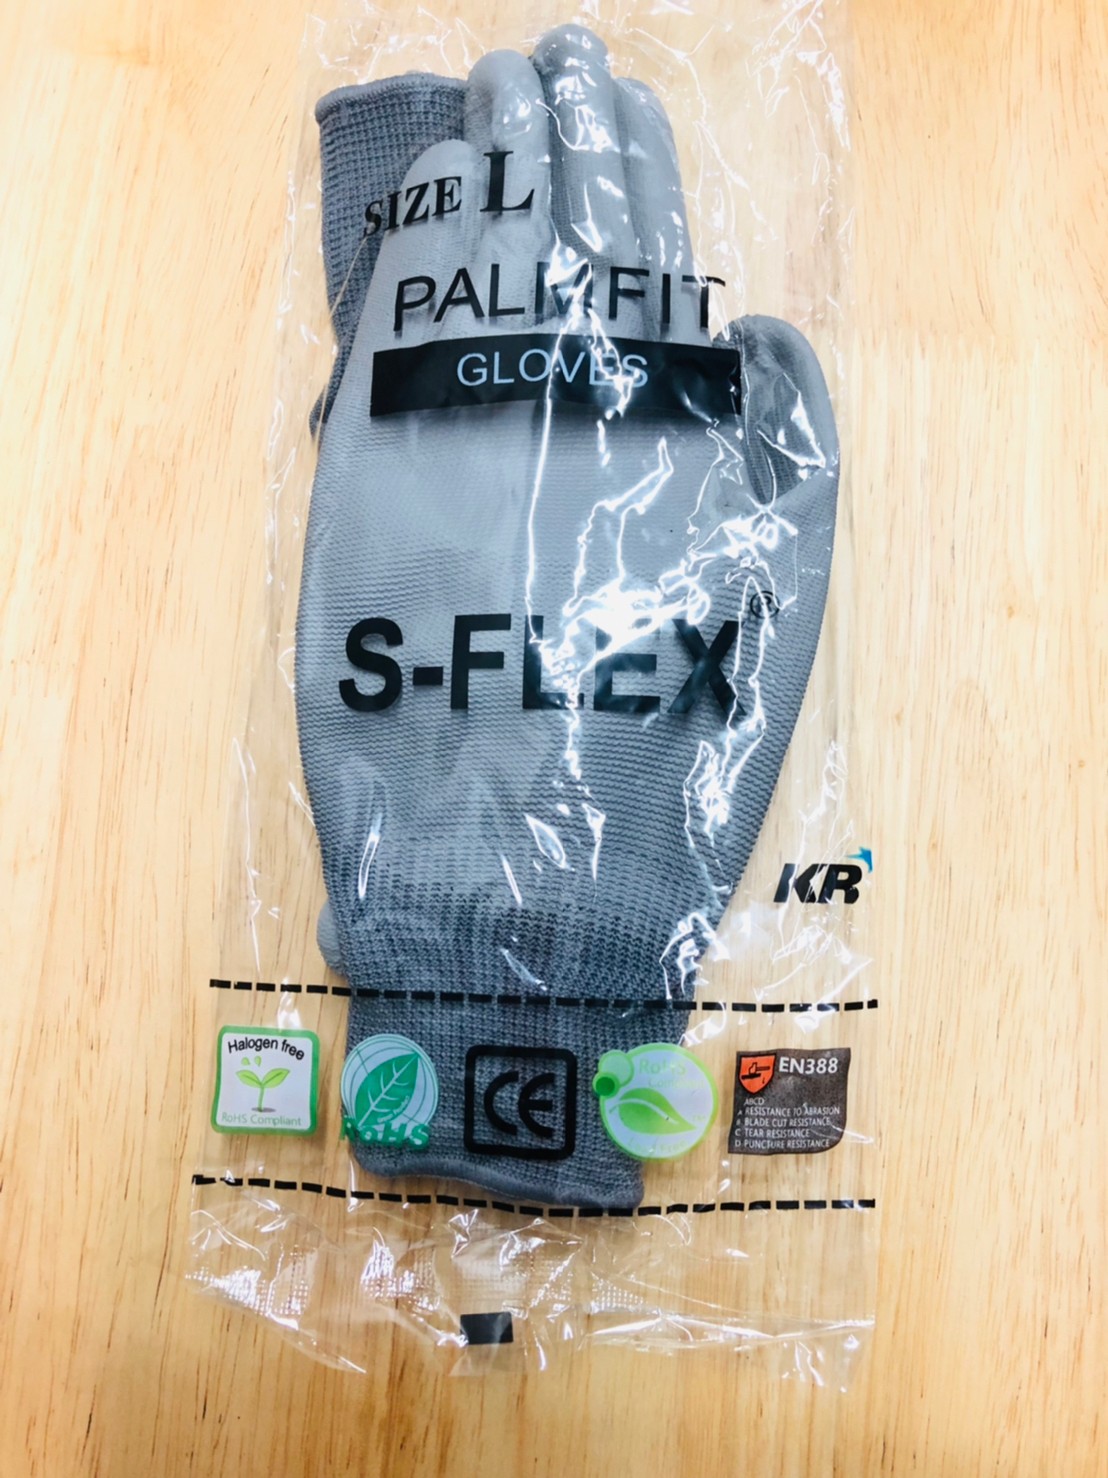 SIZE L
PALMFIT
GLOVES
S-FLEX®
KR
Halogen free
RoHS Compliant
RoHS
CE
RoHS
EN388
ABCD
A RESISTANCE TO ABRASION
B BLADE CUT RESISTANCE
C TEAR RESISTANCE
D PUNCTURE RESISTANCE